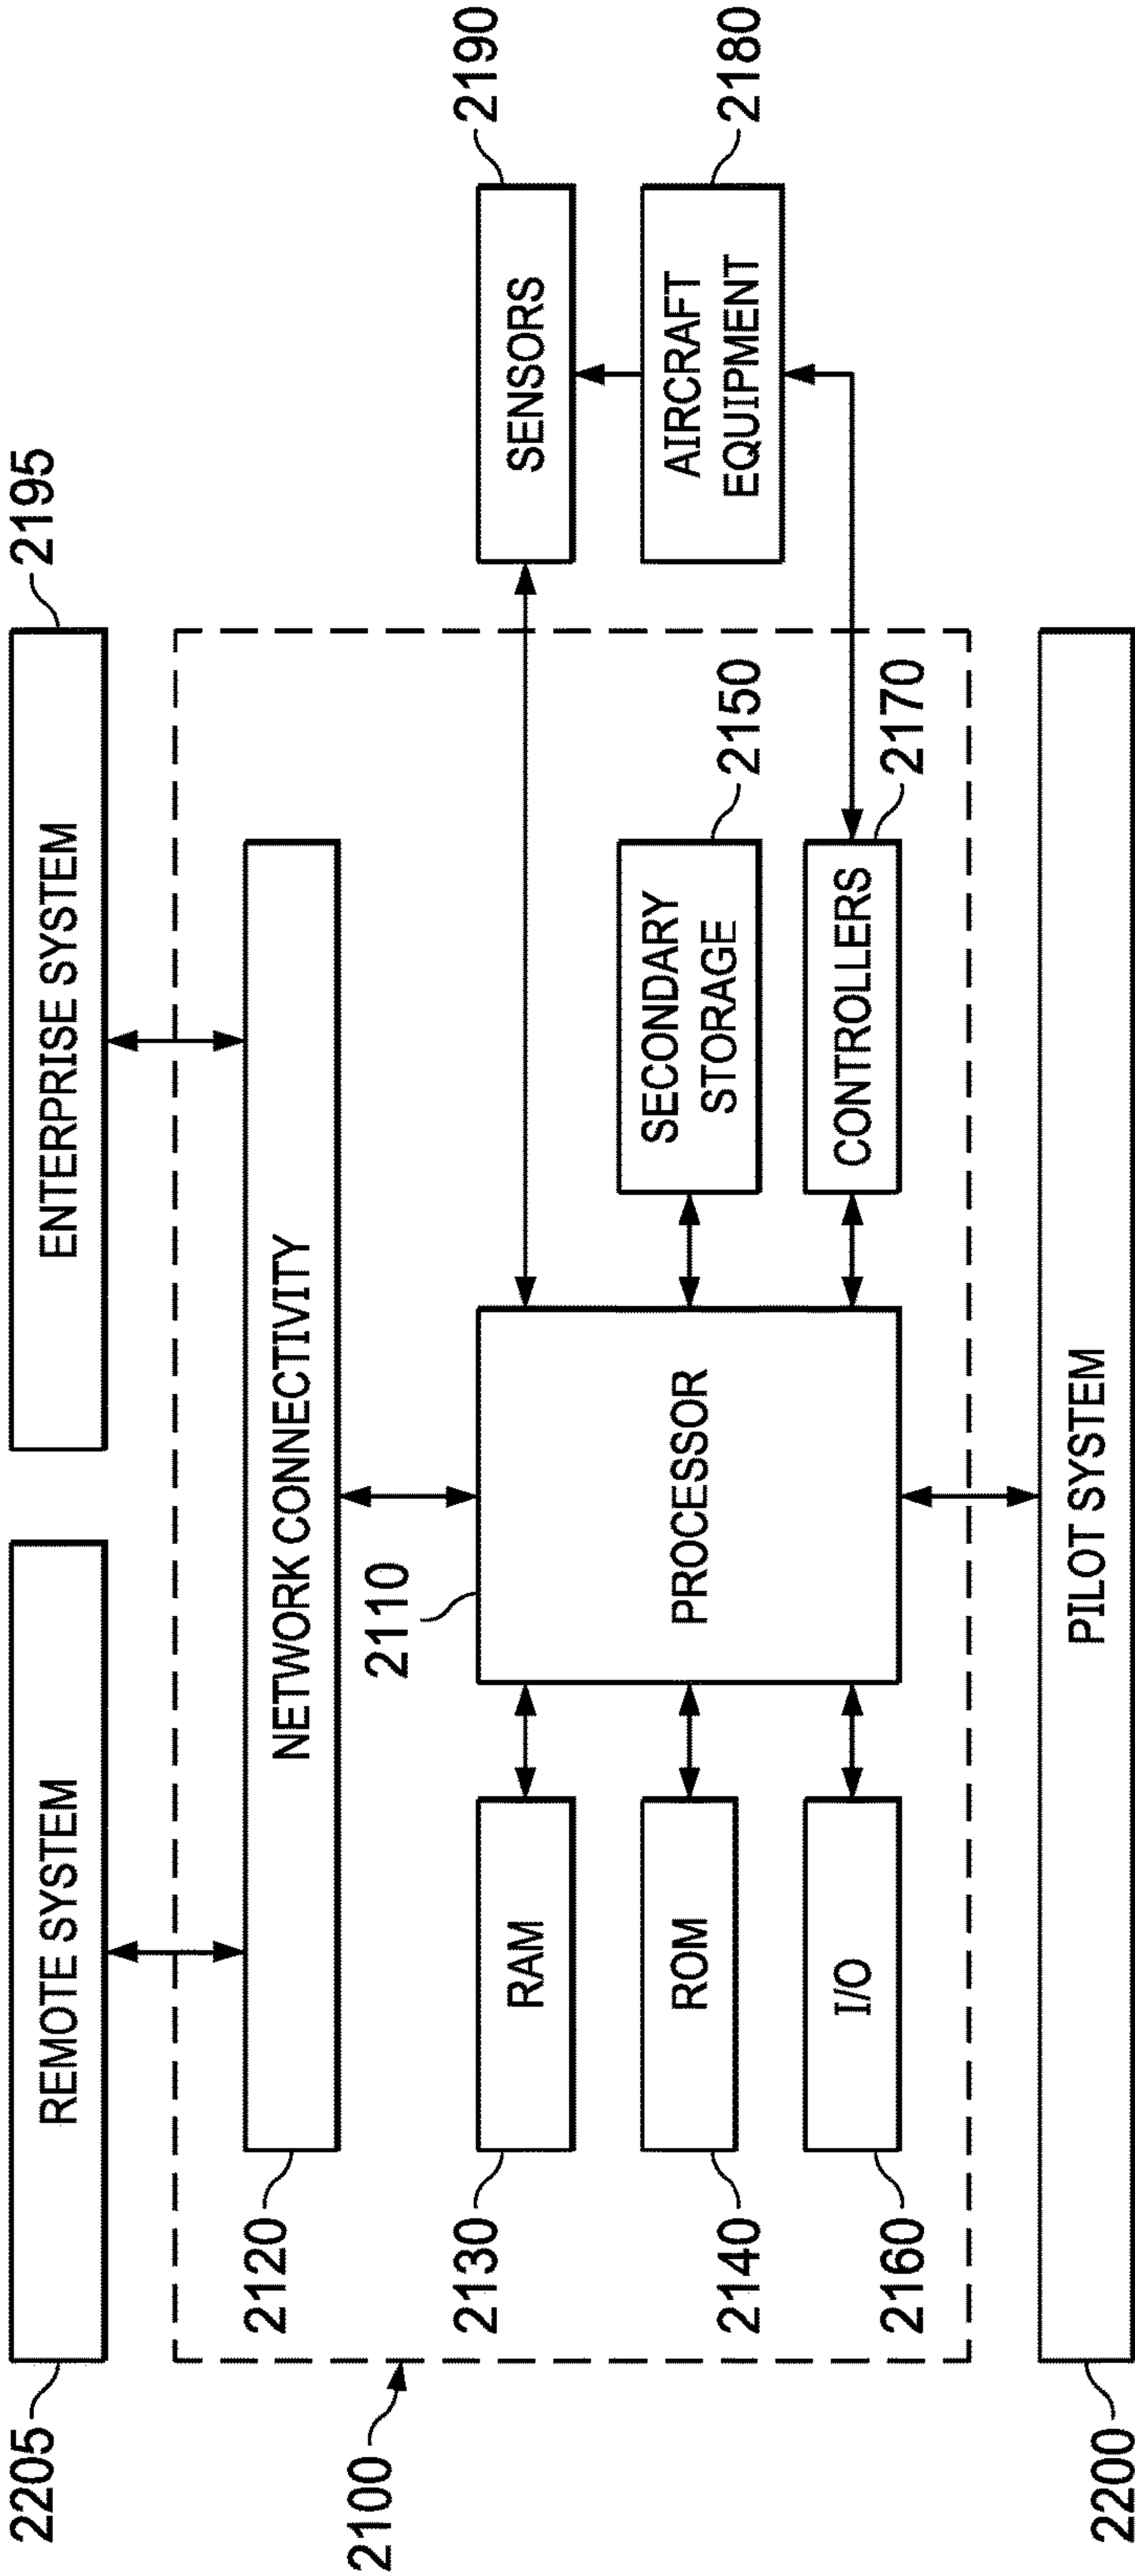 2205
REMOTE SYSTEM
ENTERPRISE SYSTEM
2195
2100
2120
NETWORK CONNECTIVITY
2110
2130
RAM
PROCESSOR
SENSORS
2190
2140
ROM
SECONDARY
STORAGE
2150
AIRCRAFT
EQUIPMENT
2180
2160
I/O
CONTROLLERS
2170
2200
PILOT SYSTEM